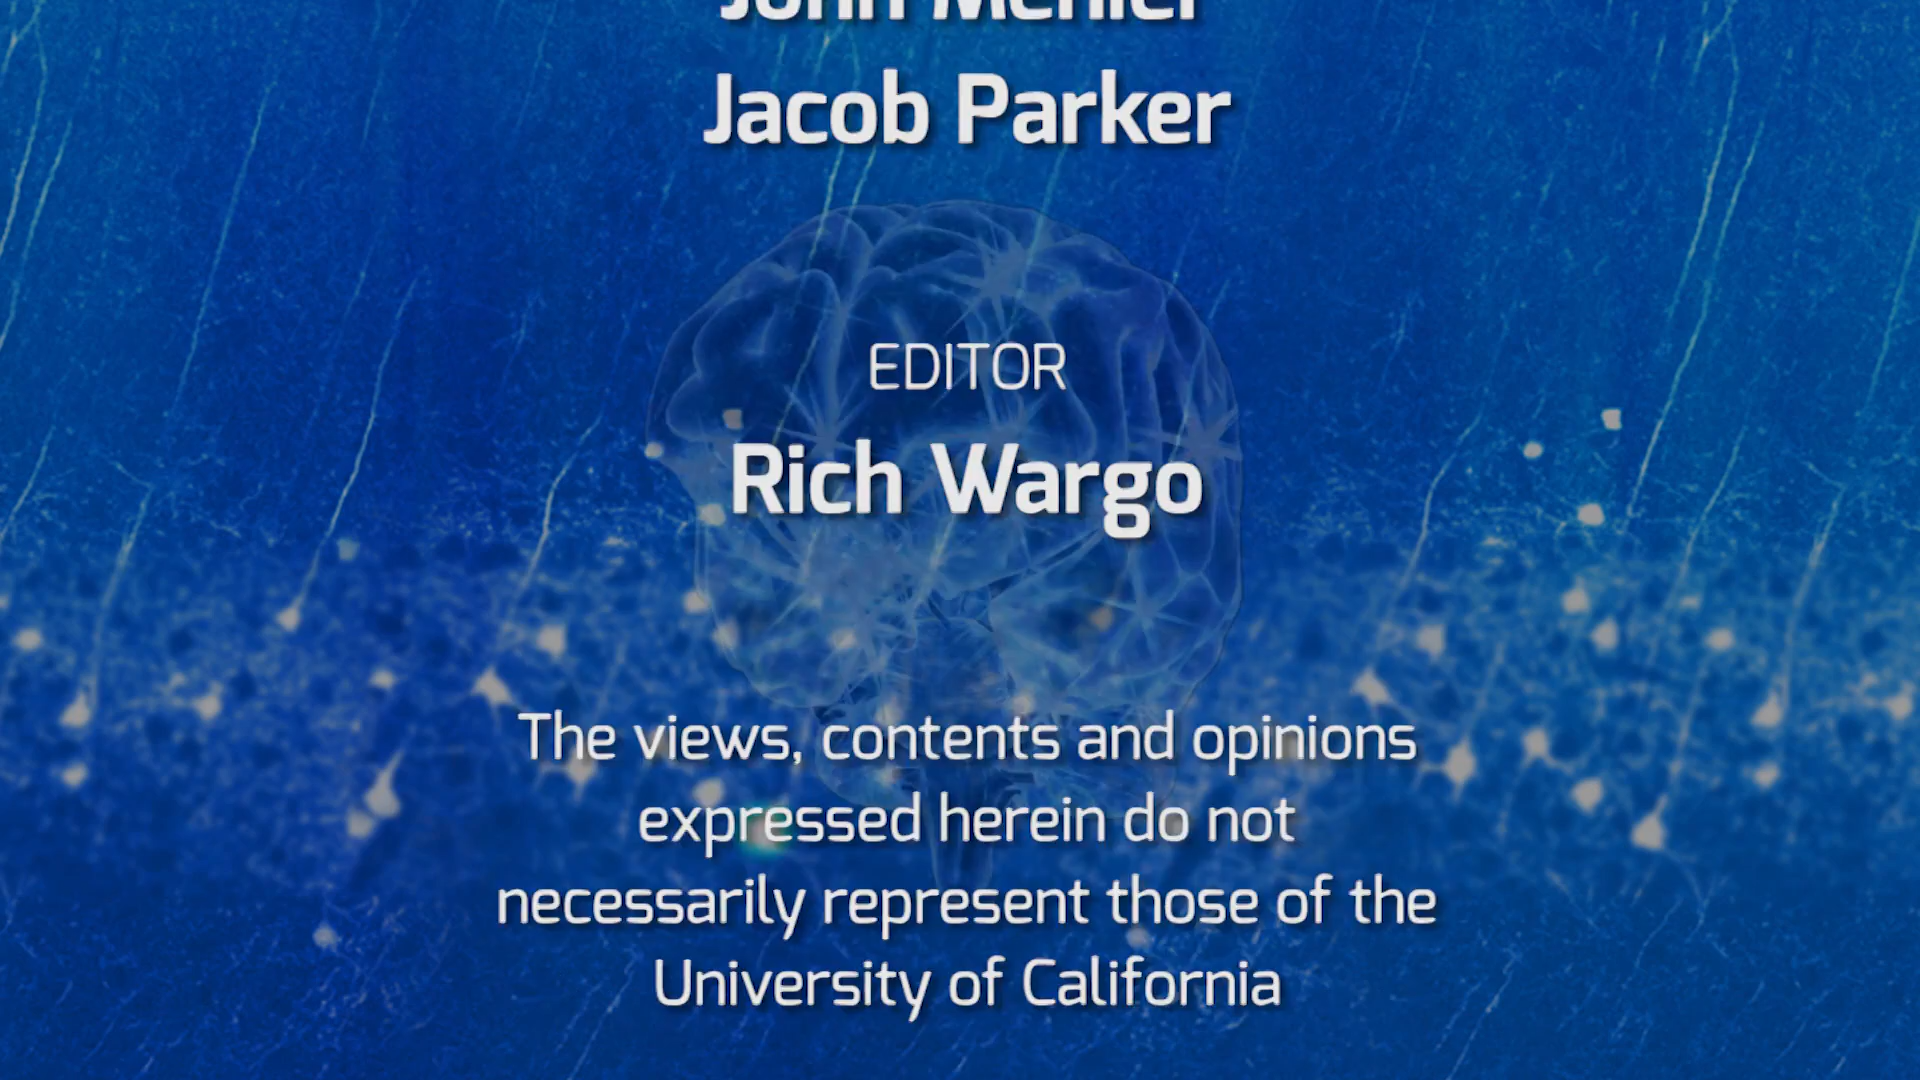 John
Jacob Parker
EDITOR
Rich Wargo
The views, contents and opinions
expressed herein do not
necessarily represent those of the
University of California